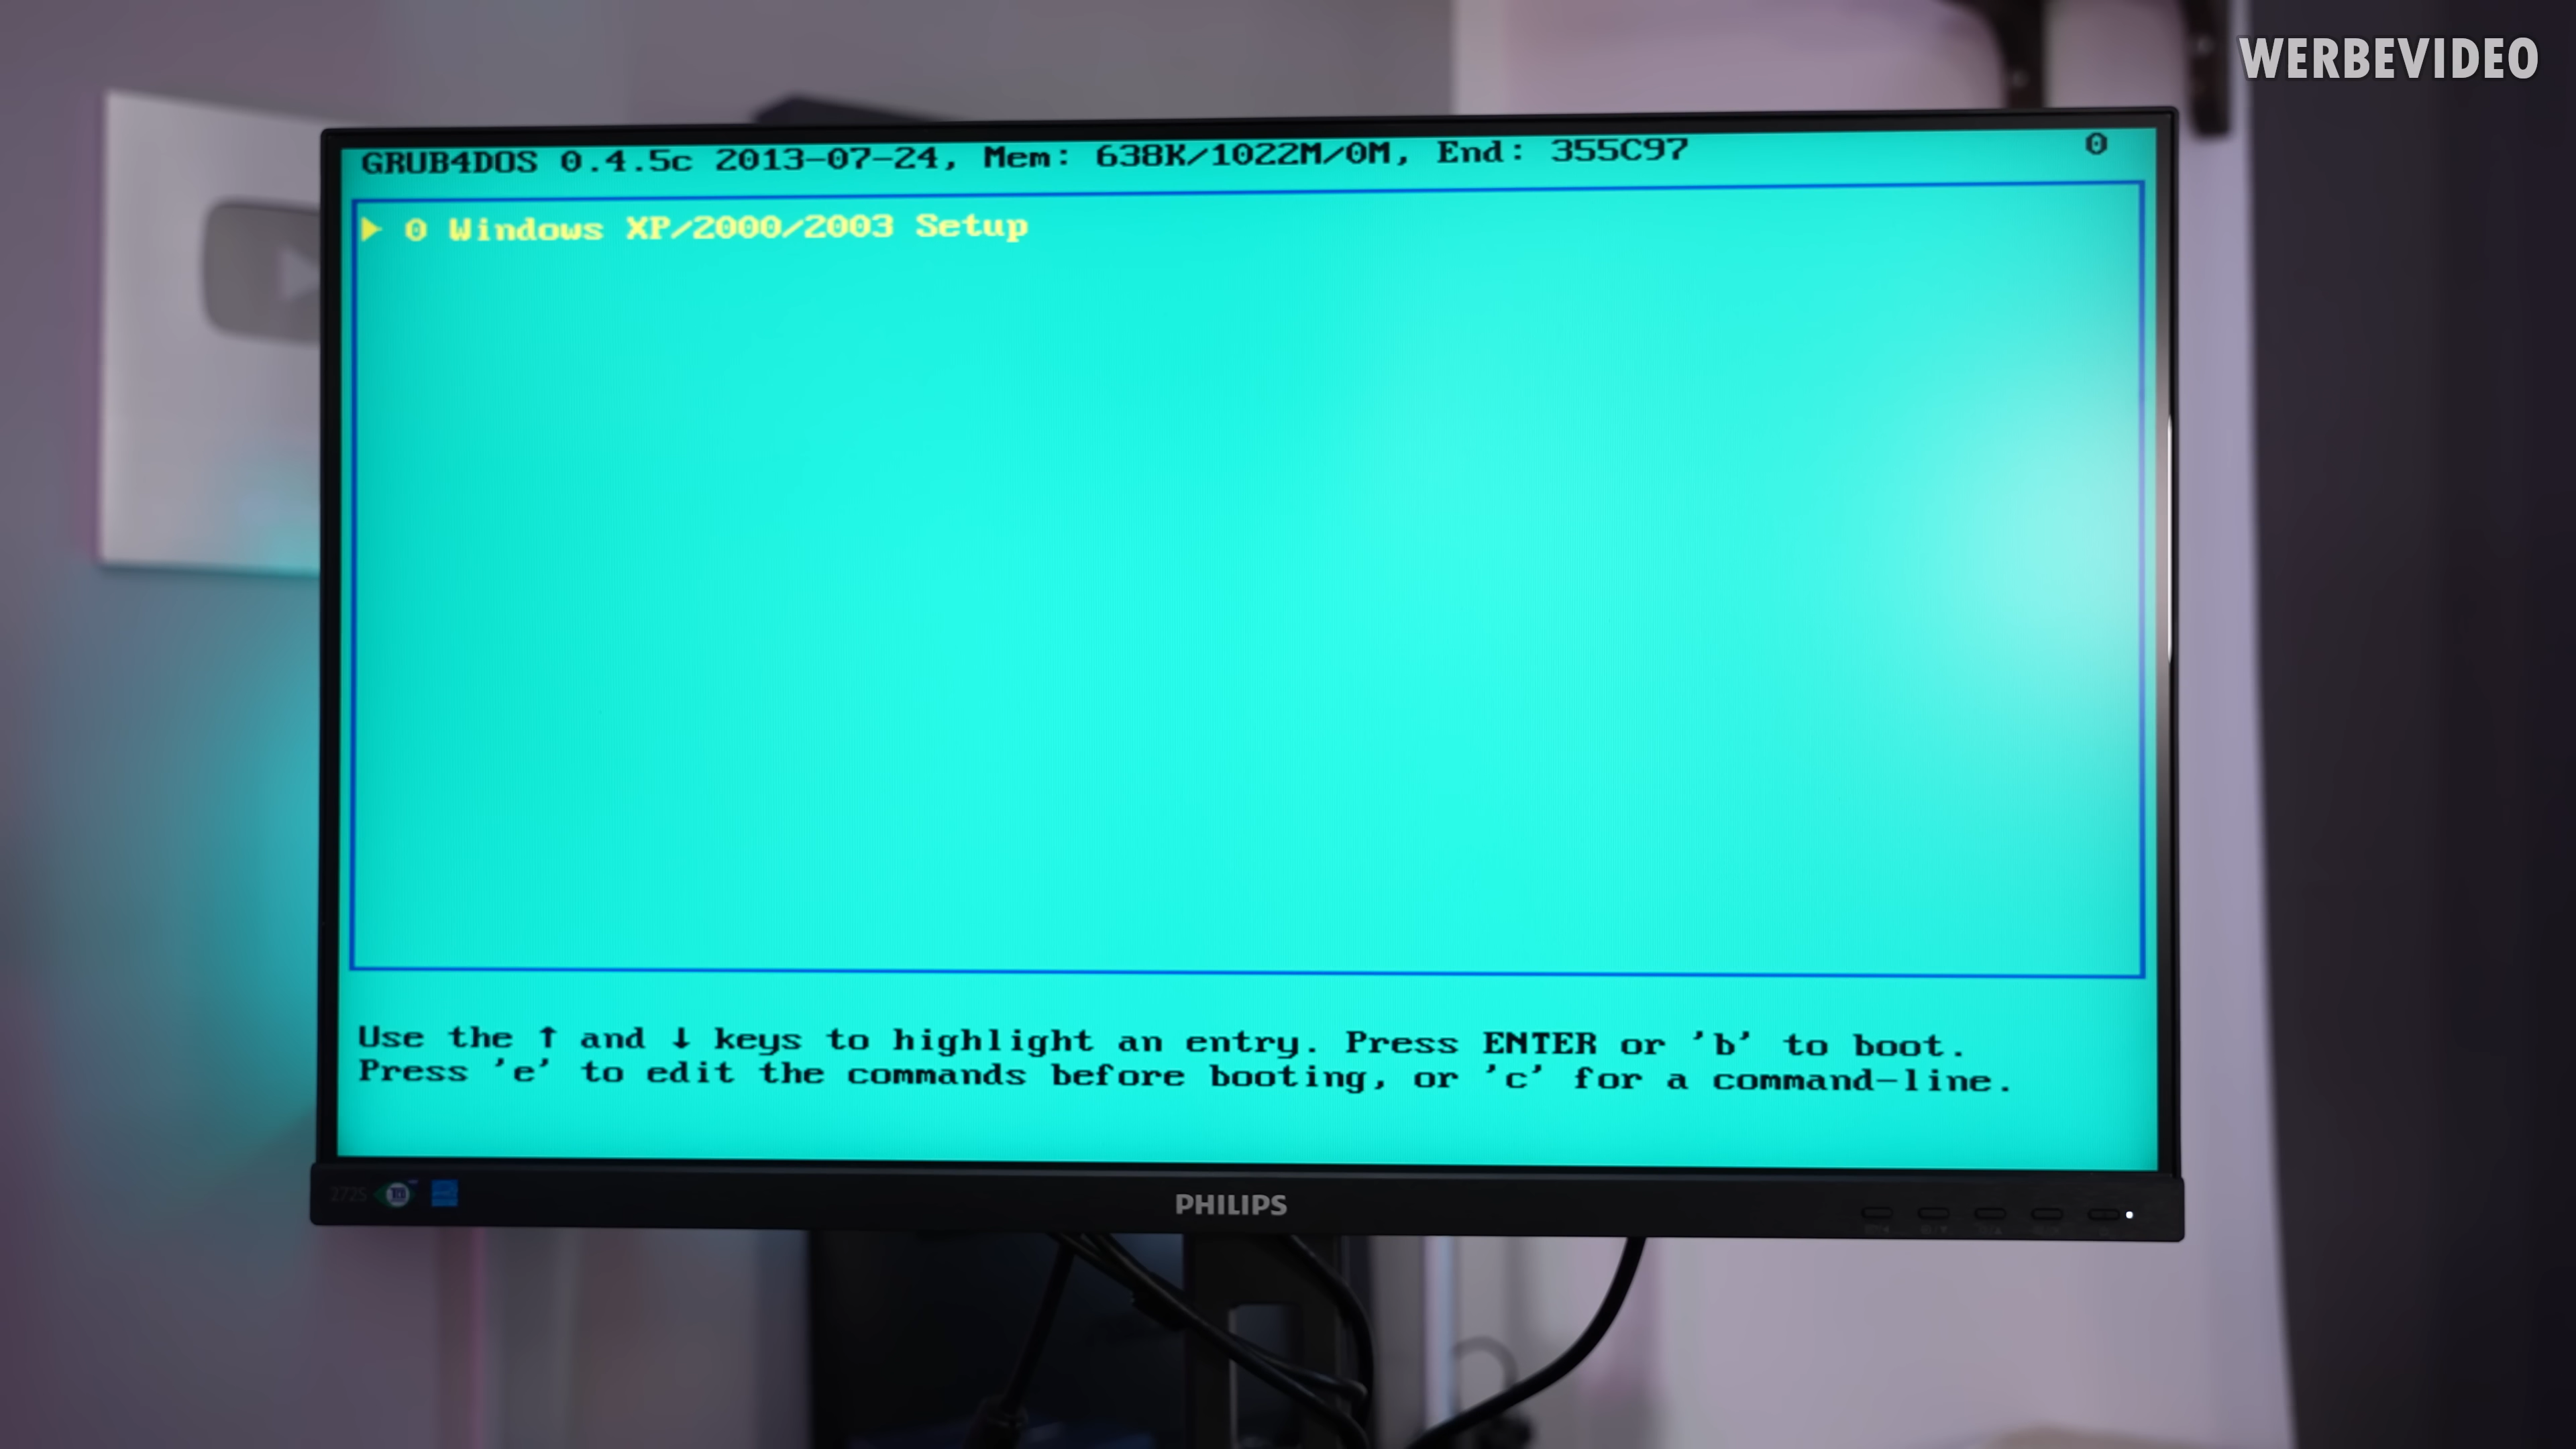 WERBEVIDEO
GRUB4DOS 0.4.5c 2013-07-24, Mem: 638K/1022M/0M, End: 355C97 0
0 Windows XP/2000/2003 Setup
Use the ↑ and ↓ keys to highlight an entry. Press ENTER or 'b' to boot.
Press 'e' to edit the commands before booting, or 'c' for a command-line.
272S
PHILIPS